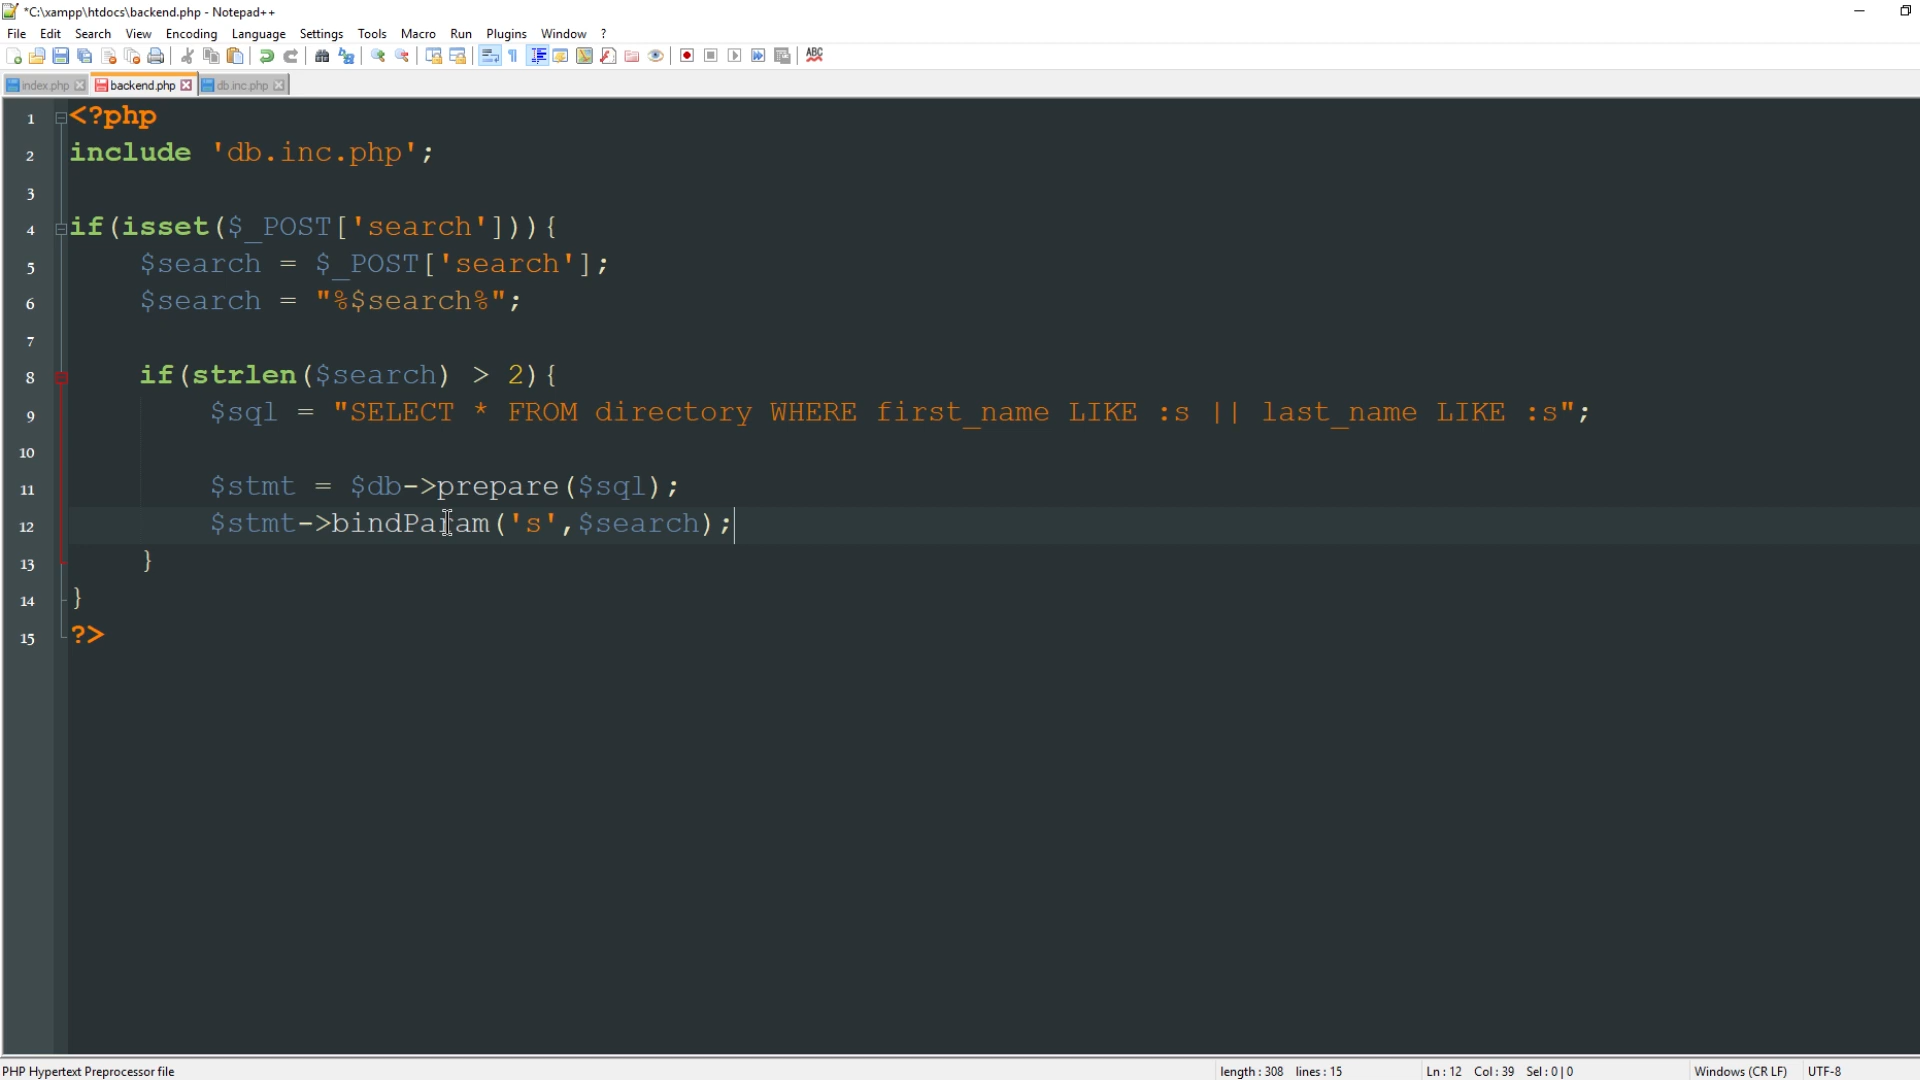 *C:\xampp\htdocs\backend.php - Notepad++
File Edit Search View Encoding Language Settings Tools Macro Run Plugins Window ?
ABC
index.php backend.php db.inc.php
1 <?php
2 include 'db.inc.php';
3
4 if(isset($_POST['search'])){
5 $search = $_POST['search'];
6 $search = "%$search%";
7
8 if(strlen($search) > 2){
9 $sql = "SELECT * FROM directory WHERE first_name LIKE :s || last_name LIKE :s";
10
11 $stmt = $db->prepare($sql);
12 $stmt->bindParam('s',$search);
13 }
14 }
15 ?>
PHP Hypertext Preprocessor file length : 308 lines : 15 Ln : 12 Col : 39 Sel : 0 | 0 Windows (CR LF) UTF-8